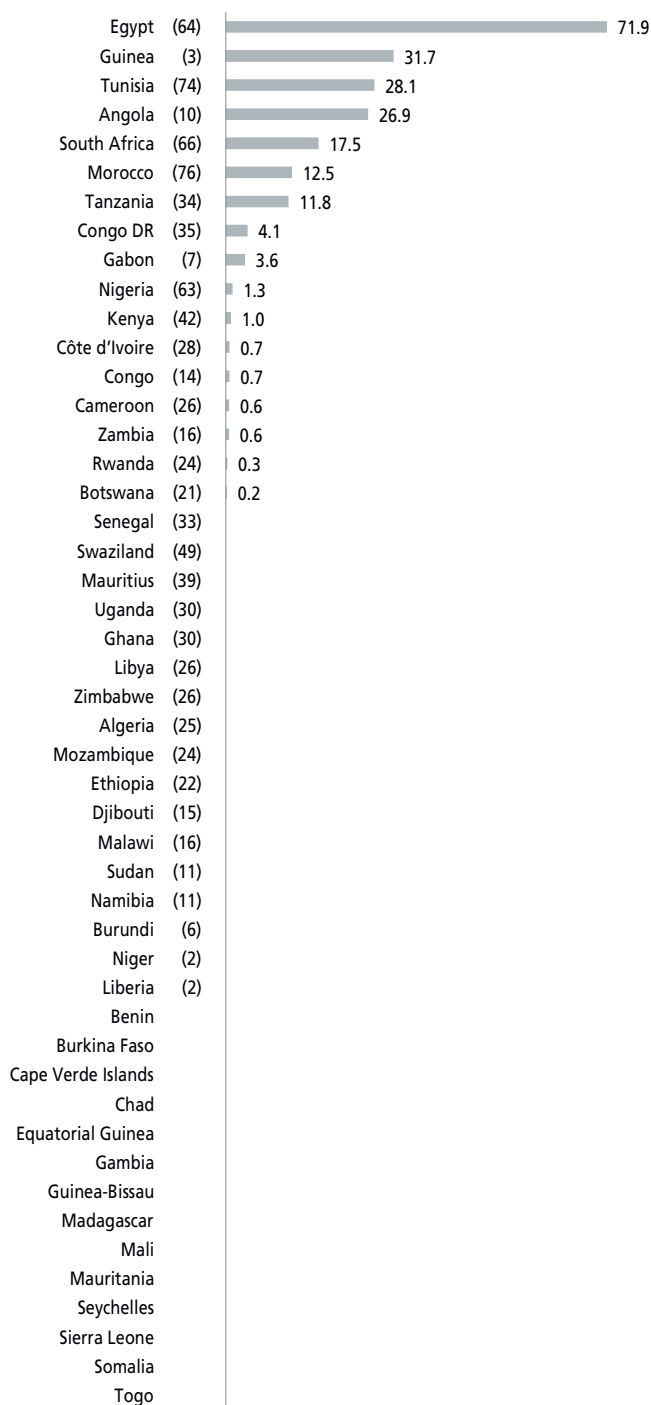 Egypt (64) 71.9
Guinea (3) 31.7
Tunisia (74) 28.1
Angola (10) 26.9
South Africa (66) 17.5
Morocco (76) 12.5
Tanzania (34) 11.8
Congo DR (35) 4.1
Gabon (7) 3.6
Nigeria (63) 1.3
Kenya (42) 1.0
Côte d’Ivoire (28) 0.7
Congo (14) 0.7
Cameroon (26) 0.6
Zambia (16) 0.6
Rwanda (24) 0.3
Botswana (21) 0.2
Senegal (33)
Swaziland (49)
Mauritius (39)
Uganda (30)
Ghana (30)
Libya (26)
Zimbabwe (26)
Algeria (25)
Mozambique (24)
Ethiopia (22)
Djibouti (15)
Malawi (16)
Sudan (11)
Namibia (11)
Burundi (6)
Niger (2)
Liberia (2)
Benin
Burkina Faso
Cape Verde Islands
Chad
Equatorial Guinea
Gambia
Guinea-Bissau
Madagascar
Mali
Mauritania
Seychelles
Sierra Leone
Somalia
Togo